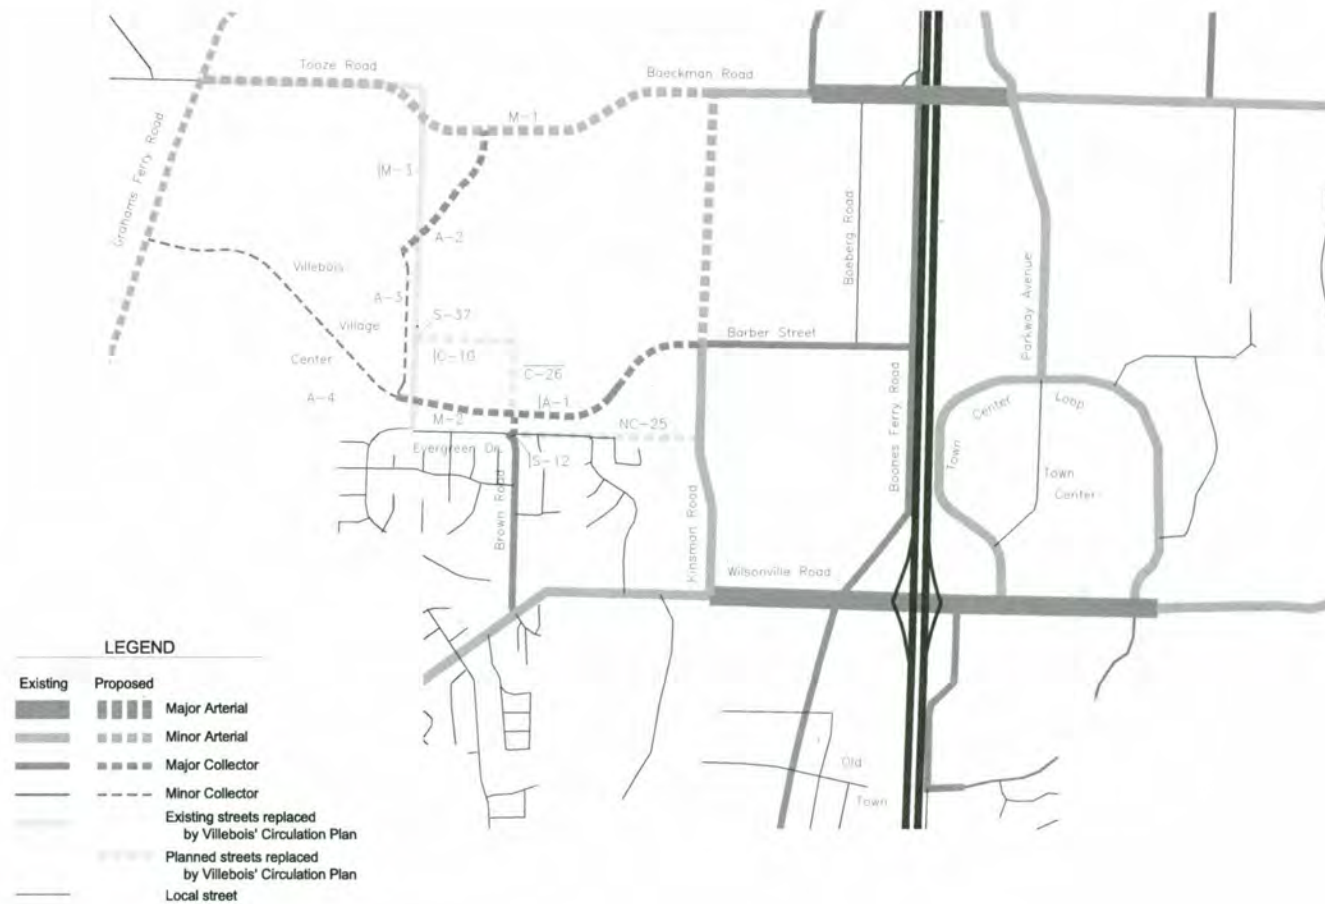 Tooze Road
Boeckman Road
M-1
M-3
Grahams Ferry Road
A-2
Boeberg Road
Villebois
A-3
Parkway Avenue
S-37
Village
Barber Street
Center
C-16
C-26
A-4
A-1
Center Loop
M-2
NC-25
Boones Ferry Road
Evergreen Dr.
S-12
Town
Town
Center
Brown Road
Kinsman Road
Wilsonville Road
LEGEND
Existing Proposed
Major Arterial
Minor Arterial
Major Collector
Minor Collector
Existing streets replaced
by Villebois' Circulation Plan
Planned streets replaced
by Villebois' Circulation Plan
Local street
Old
Town